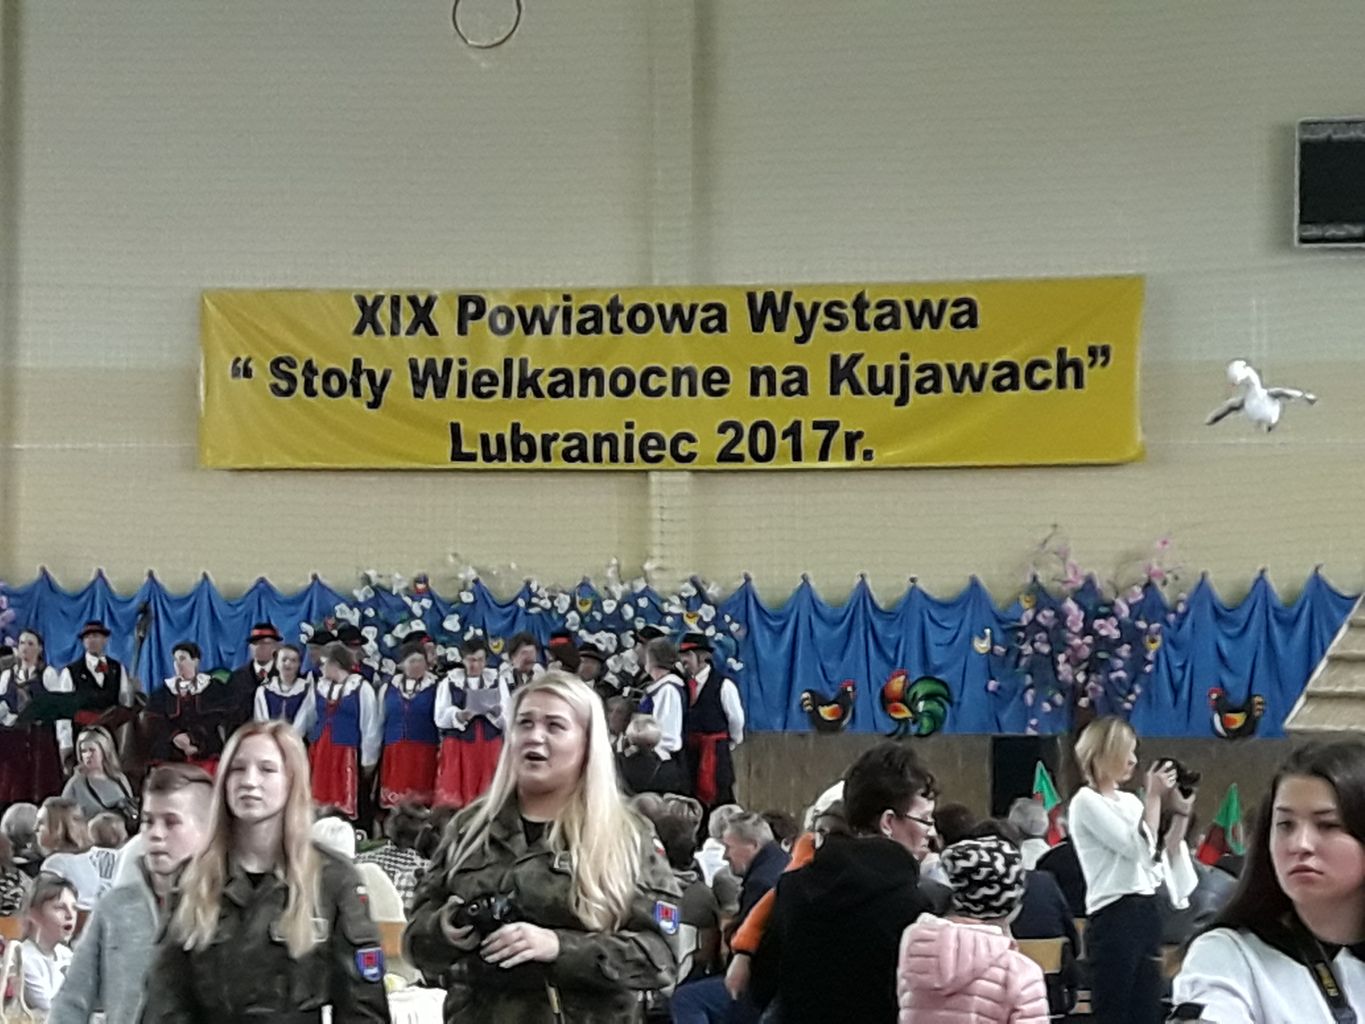 XIX Powiatowa Wystawa
“ Stoły Wielkanocne na Kujawach”
Lubraniec 2017r.